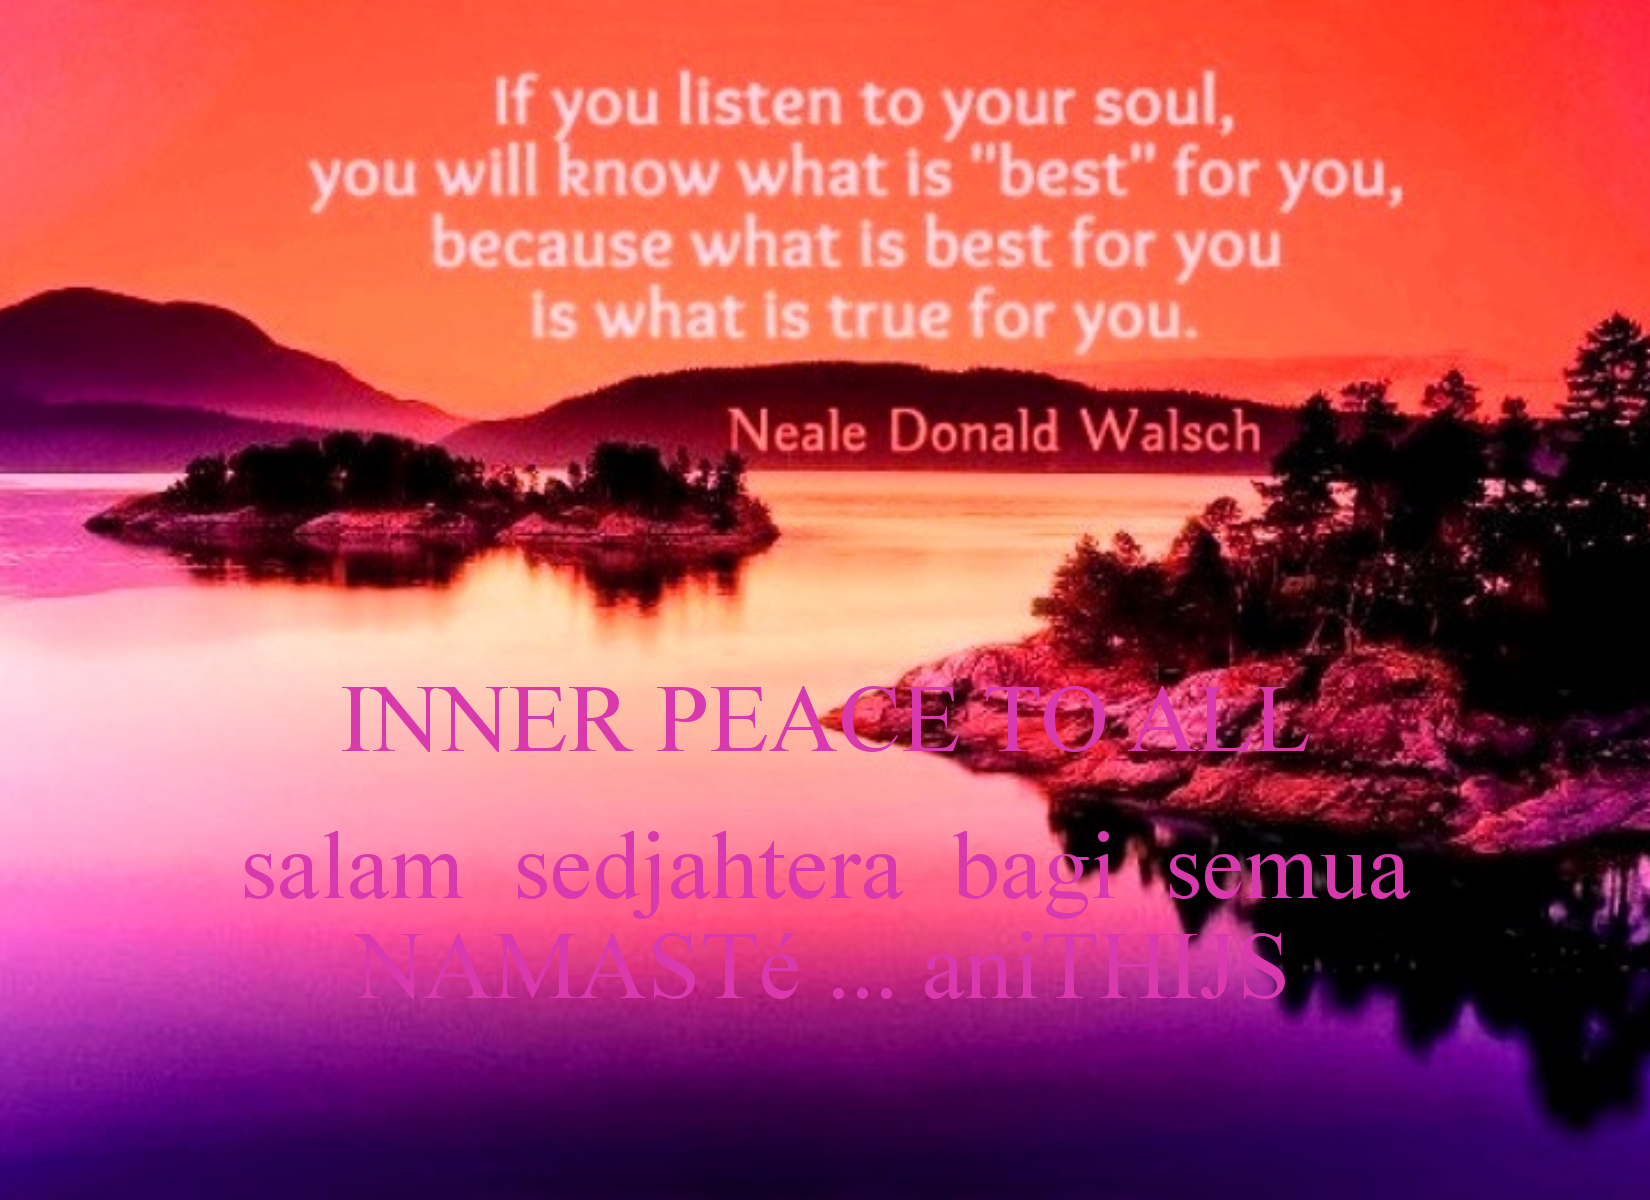 If you listen to your soul,
you will know what is "best" for you,
because what is best for you
is what is true for you.
Neale Donald Walsch
INNER PEACE TO ALL
salam sedjahtera bagi semua
NAMASTé ... aniTHIJS